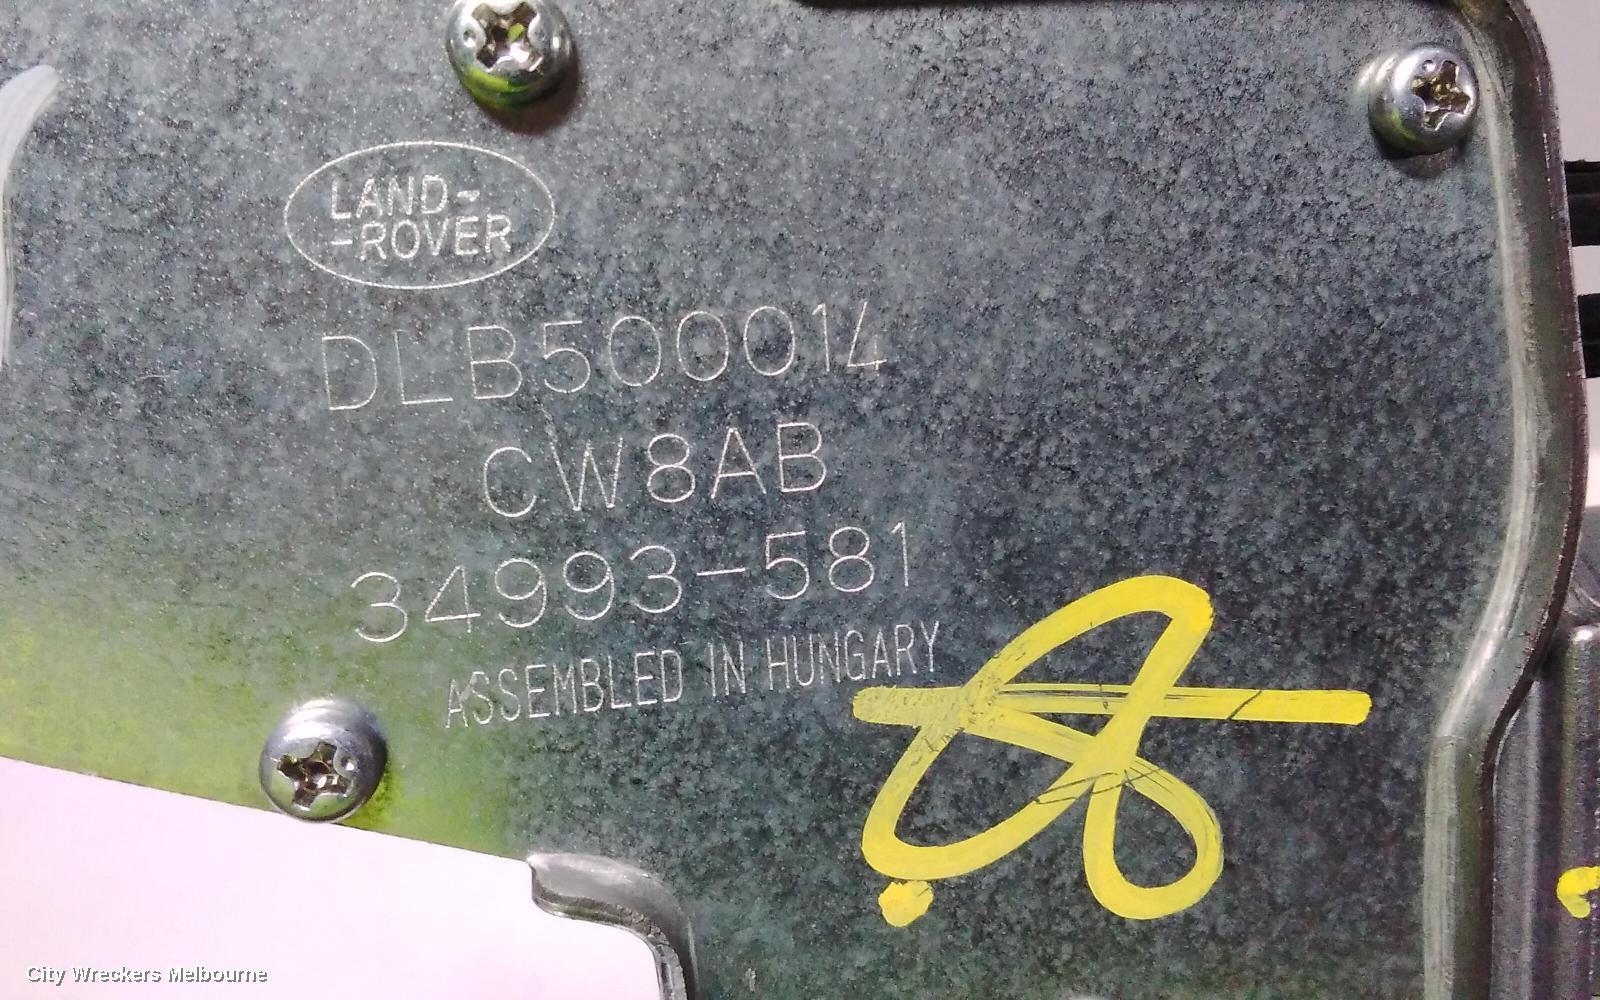 LAND-
-ROVER
DLB500014
CW8AB
34993-581
ASSEMBLED IN HUNGARY
City Wreckers Melbourne